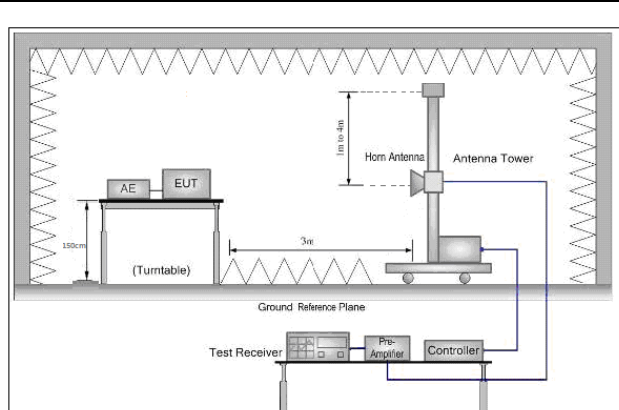 1m to 4m
Horn Antenna
Antenna Tower
AE
EUT
150cm
3m
(Turntable)
Ground Reference Plane
Test Receiver
Pre-
Amplifier
Controller